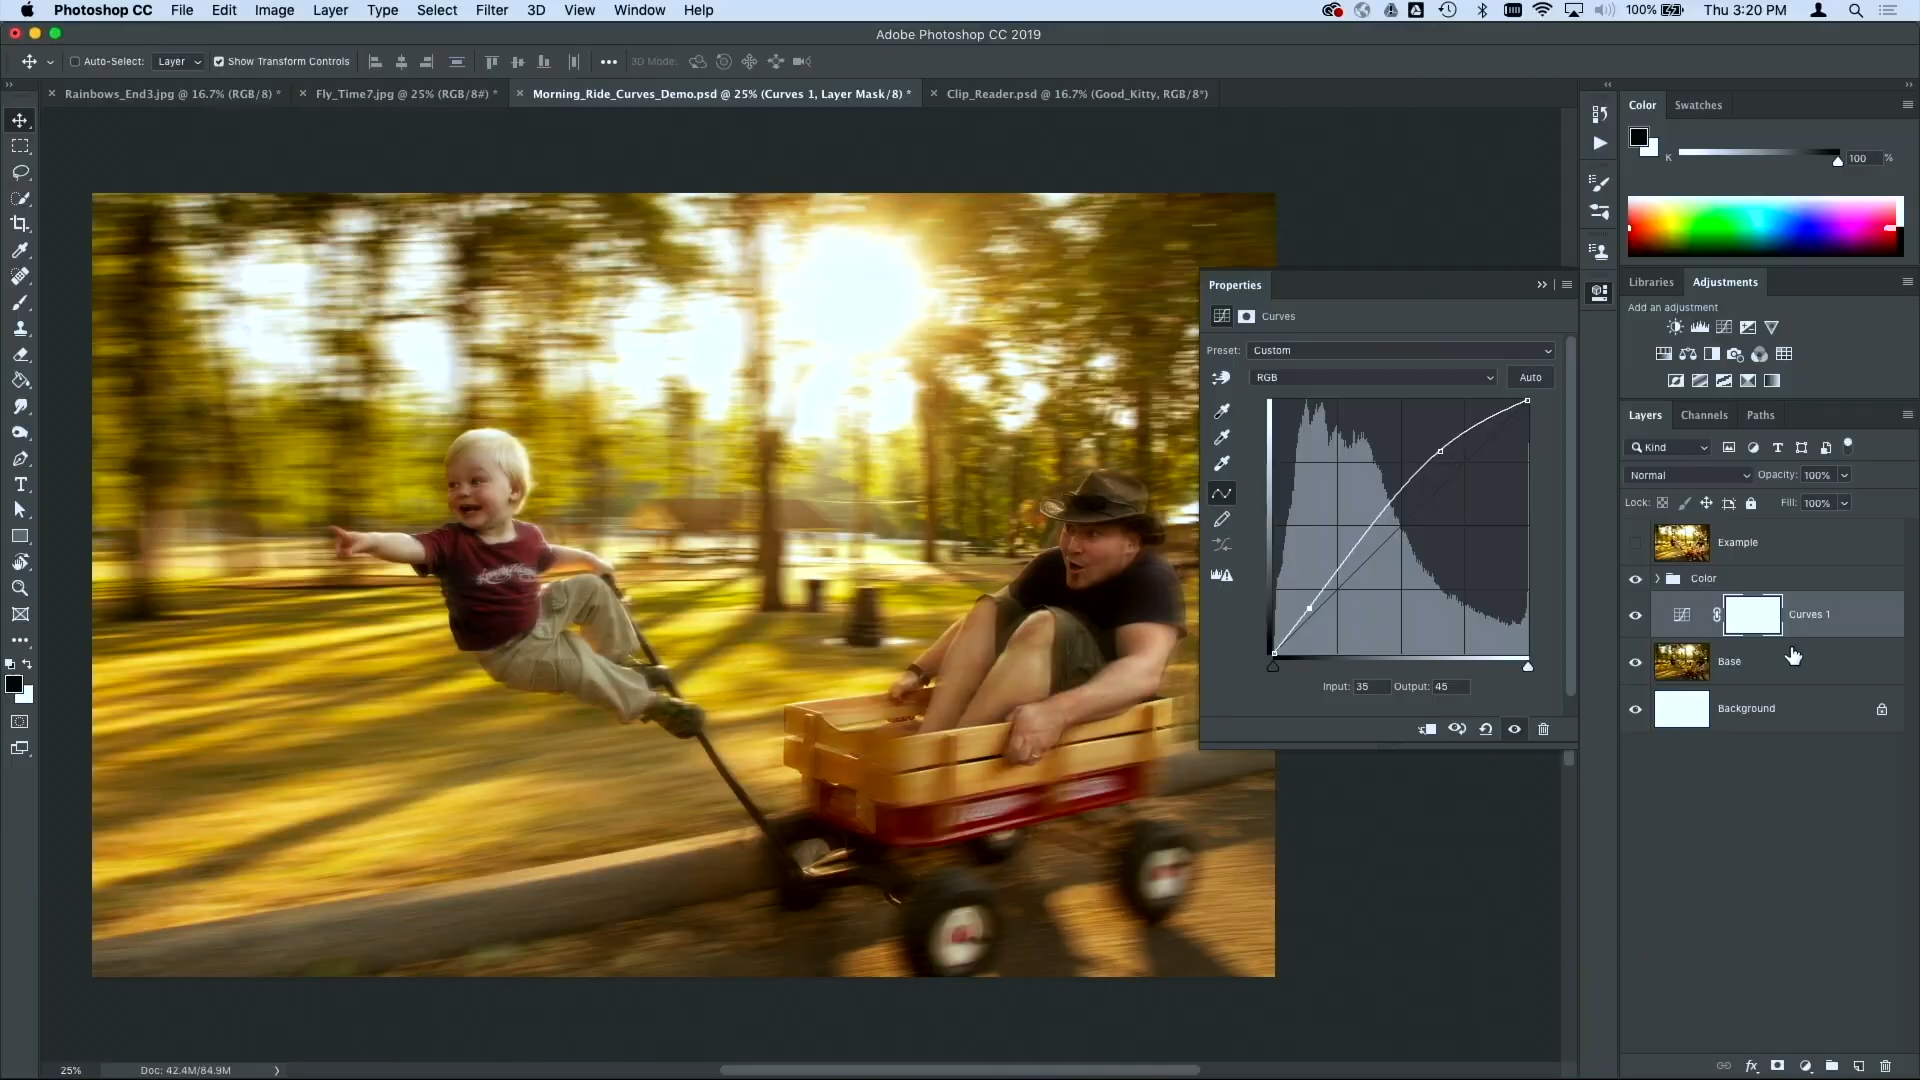 Photoshop CC File Edit Image Layer Type Select Filter 3D View Window Help 100% Thu 3:20 PM
Adobe Photoshop CC 2019
Auto-Select: Layer Show Transform Controls 3D Mode:
Rainbows_End3.jpg @ 16.7% (RGB/8) * Fly_Time7.jpg @ 25% (RGB/8#) * Morning_Ride_Curves_Demo.psd @ 25% (Curves 1, Layer Mask/8) * Clip_Reader.psd @ 16.7% (Good_Kitty, RGB/8*)
Color Swatches
K 100 %
Libraries Adjustments
Add an adjustment
Properties
Curves
Preset: Custom
RGB Auto
Input: 35 Output: 45
Layers Channels Paths
Kind
Normal Opacity: 100%
Lock: Fill: 100%
Example
Color
Curves 1
Base
Background
25% Doc: 42.4M/84.9M